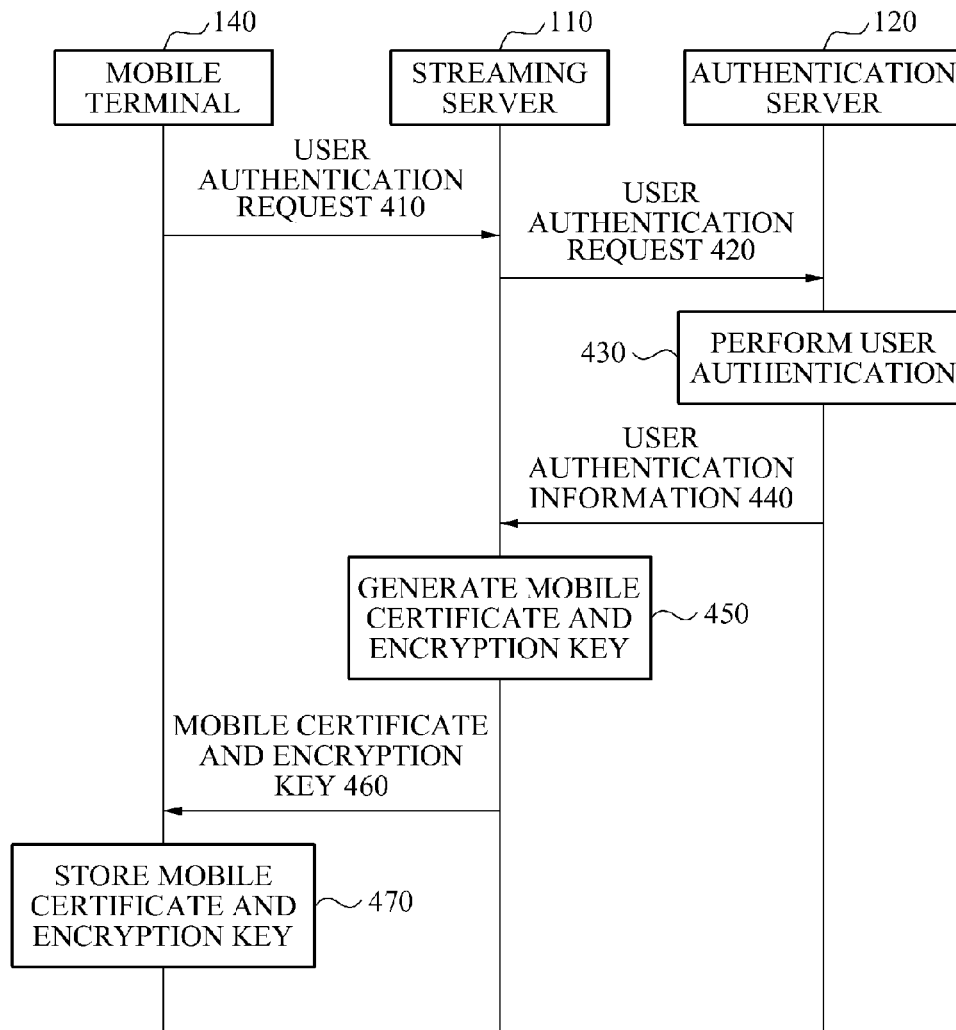 140
110
120
MOBILE
TERMINAL
STREAMING
SERVER
AUTHENTICATION
SERVER
USER
AUTHENTICATION
REQUEST 410
USER
AUTHENTICATION
REQUEST 420
430
PERFORM USER
AUTHENTICATION
USER
AUTHENTICATION
INFORMATION 440
GENERATE MOBILE
CERTIFICATE AND
ENCRYPTION KEY
450
MOBILE CERTIFICATE
AND ENCRYPTION
KEY 460
STORE MOBILE
CERTIFICATE AND
ENCRYPTION KEY
470